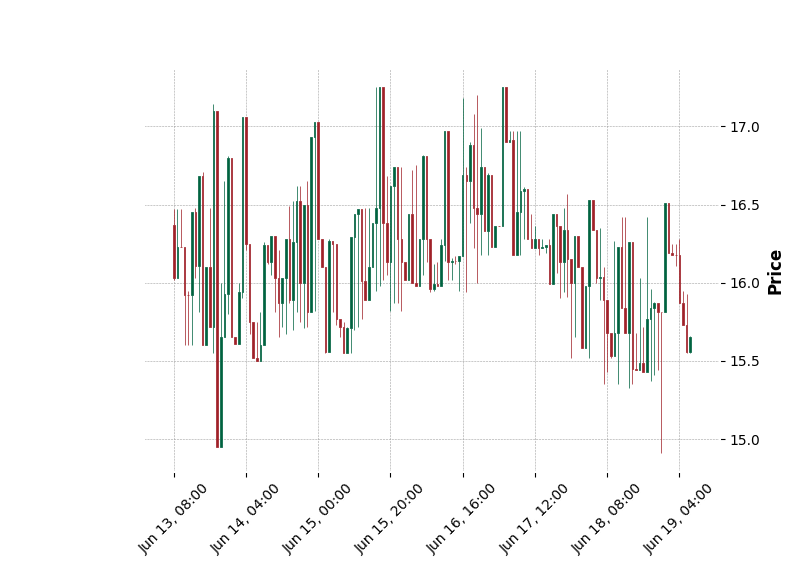 17.0
16.5
16.0
15.5
15.0
Price
Jun 13, 08:00
Jun 14, 04:00
Jun 15, 00:00
Jun 15, 20:00
Jun 16, 16:00
Jun 17, 12:00
Jun 18, 08:00
Jun 19, 04:00